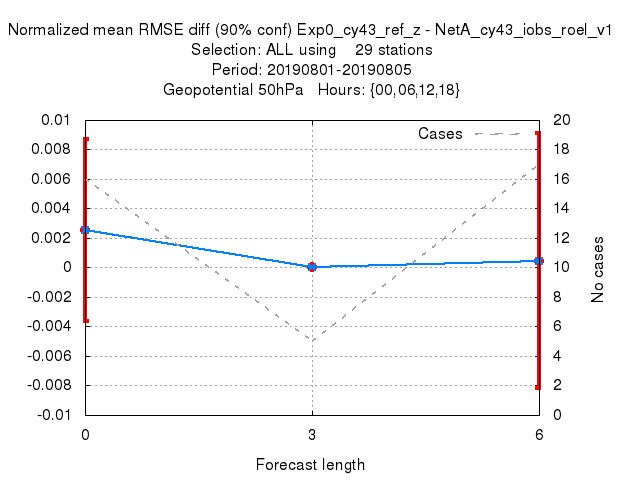 Normalized mean RMSE diff (90% conf) Exp0_cy43_ref_z - NetA_cy43_iobs_roel_v1
Selection: ALL using 29 stations
Period: 20190801-20190805
Geopotential 50hPa Hours: {00,06,12,18}
Cases
0.01
0.008
0.006
0.004
0.002
0
-0.002
-0.004
-0.006
-0.008
-0.01
20
18
16
14
12
10
8
6
4
2
0
No cases
0 3 6
Forecast length